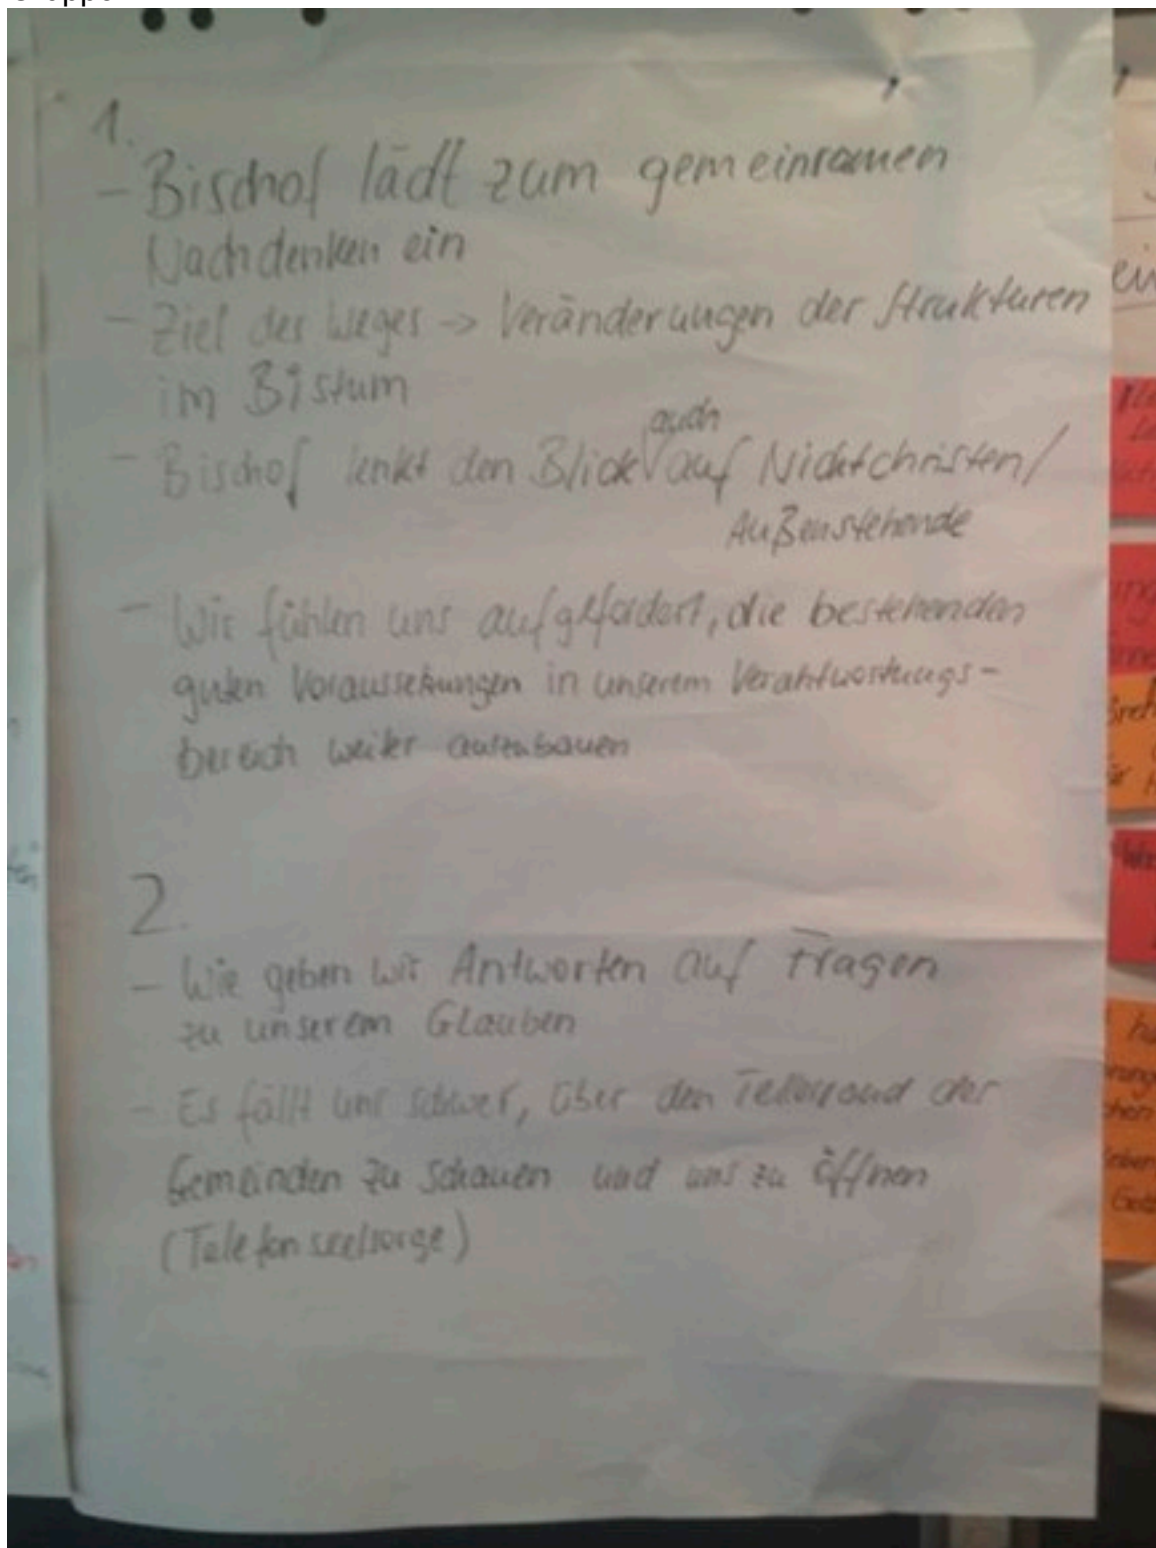 1.
- Bischof lädt zum gemeinsamen
Nachdenken ein
- Ziel des Weges -> Veränderungen der Strukturen
im Bistum
auch
- Bischof lenkt den Blick √ auf Nichtchristen/
Außenstehende
- Wir fühlen uns aufgefordert, die bestehenden
guten Voraussetzungen in unserem Verantwortungs-
bereich weiter auszubauen
2.
- Wie geben wir Antworten auf Fragen
zu unserem Glauben
- Es fällt uns schwer, über den Tellerrand der
Gemeinden zu schauen und uns zu öffnen
(Telefonseelsorge)